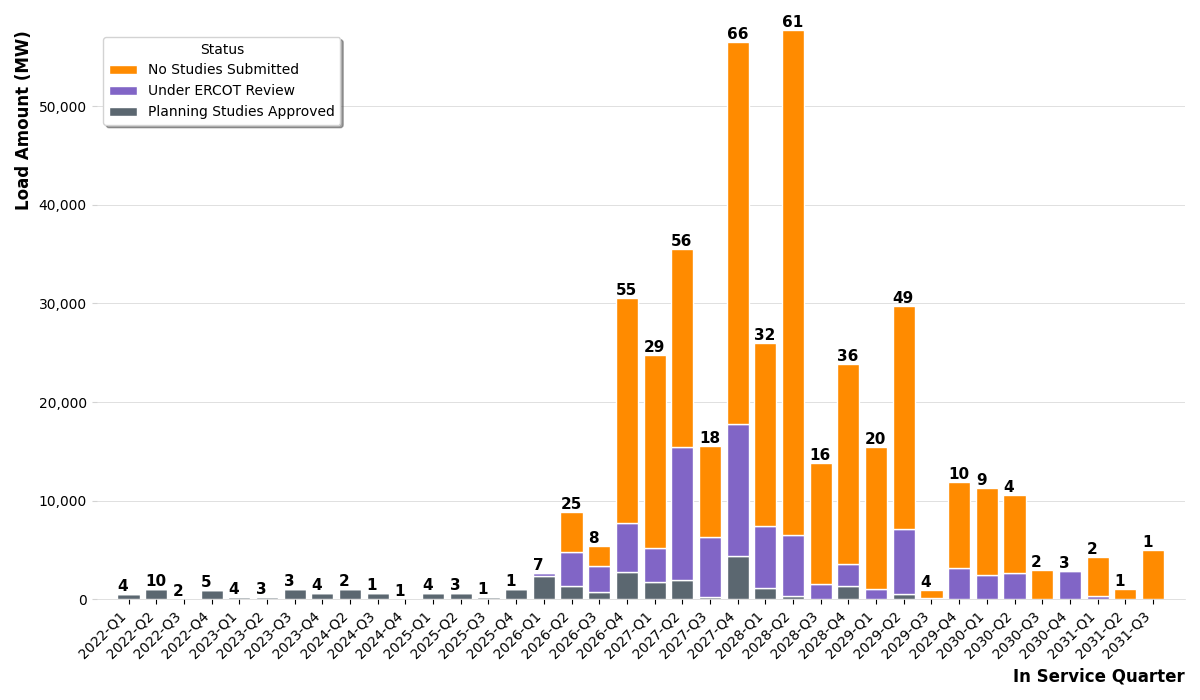 Load Amount (MW)
Status
No Studies Submitted
Under ERCOT Review
Planning Studies Approved
50,000
40,000
30,000
20,000
10,000
0
4
10
2
5
4
3
3
4
2
1
1
4
3
1
1
7
25
8
55
29
56
18
66
32
61
16
36
20
49
4
10
9
4
2
3
2
1
1
2022-Q1
2022-Q2
2022-Q3
2022-Q4
2023-Q1
2023-Q2
2023-Q3
2023-Q4
2024-Q2
2024-Q3
2024-Q4
2025-Q1
2025-Q2
2025-Q3
2025-Q4
2026-Q1
2026-Q2
2026-Q3
2026-Q4
2027-Q1
2027-Q2
2027-Q3
2027-Q4
2028-Q1
2028-Q2
2028-Q3
2028-Q4
2029-Q1
2029-Q2
2029-Q3
2029-Q4
2030-Q1
2030-Q2
2030-Q3
2030-Q4
2031-Q1
2031-Q2
2031-Q3
In Service Quarter